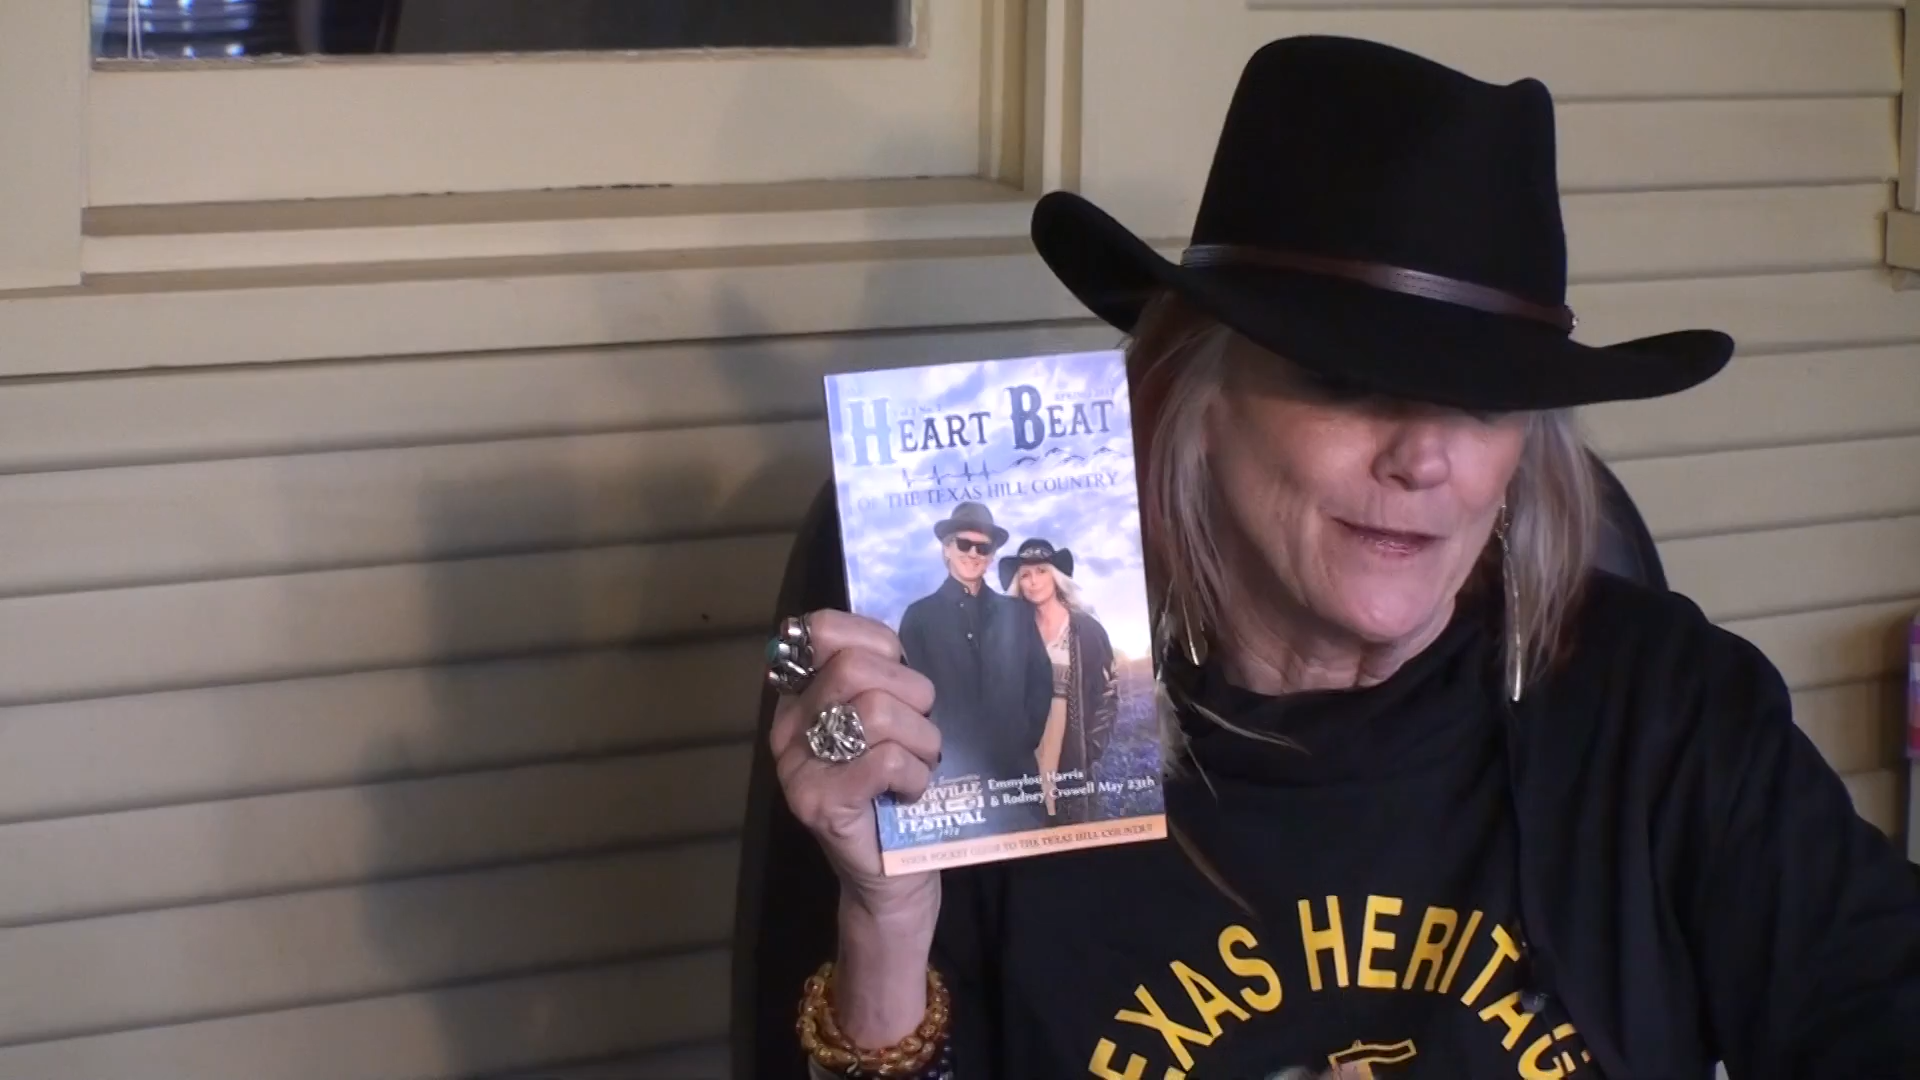 HEART BEAT
OF THE TEXAS HILL COUNTRY
Emmylou Harris
& Rodney Crowell May 23th
FOLK
FESTIVAL
YOUR POCKET GUIDE TO THE TEXAS HILL COUNTRY
EXAS HERITAG